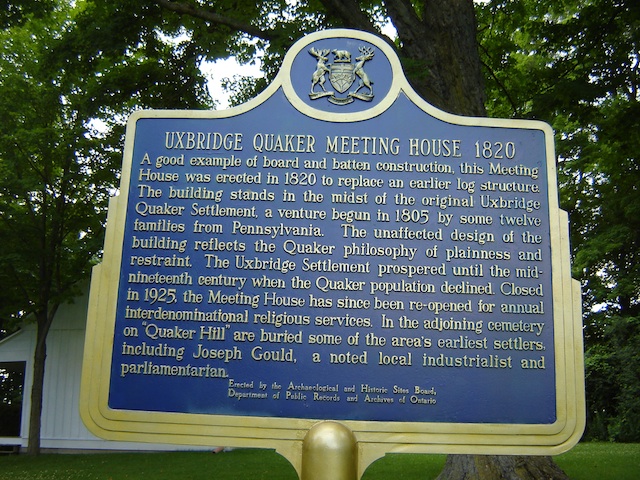 UXBRIDGE QUAKER MEETING HOUSE 1820
A good example of board and batten construction, this Meeting
House was erected in 1820 to replace an earlier log structure.
The building stands in the midst of the original Uxbridge
Quaker Settlement, a venture begun in 1805 by some twelve
families from Pennsylvania. The unaffected design of the
building reflects the Quaker philosophy of plainness and
restraint. The Uxbridge Settlement prospered until the mid-
nineteenth century when the Quaker population declined. Closed
in 1925, the Meeting House has since been re-opened for annual
interdenominational religious services. In the adjoining cemetery
on "Quaker Hill" are buried some of the area's earliest settlers,
including Joseph Gould, a noted local industrialist and
parliamentarian.
Erected by the Archaeological and Historic Sites Board,
Department of Public Records and Archives of Ontario